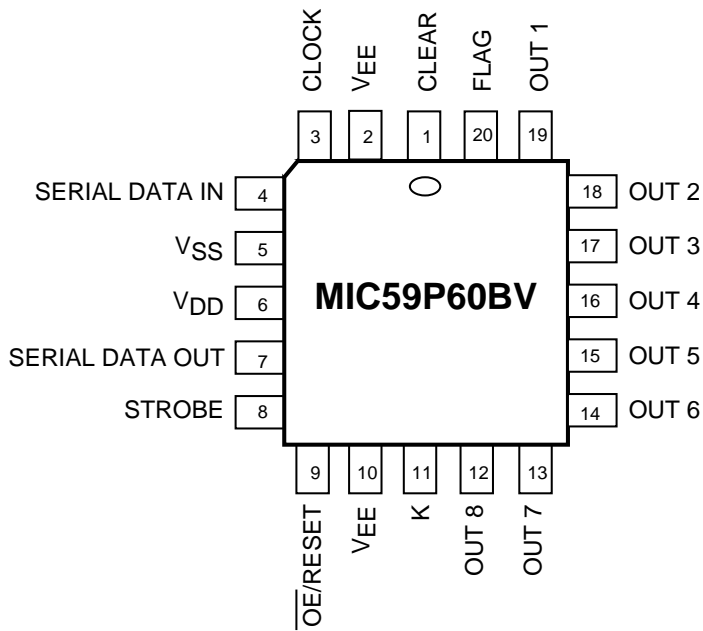 CLOCK
VEE
CLEAR
FLAG
OUT 1
3
2
1
20
19
SERIAL DATA IN 4
18 OUT 2
VSS 5
17 OUT 3
VDD 6
MIC59P60BV
16 OUT 4
SERIAL DATA OUT 7
15 OUT 5
STROBE 8
14 OUT 6
9
10
11
12
13
OE/RESET
VEE
K
OUT 8
OUT 7